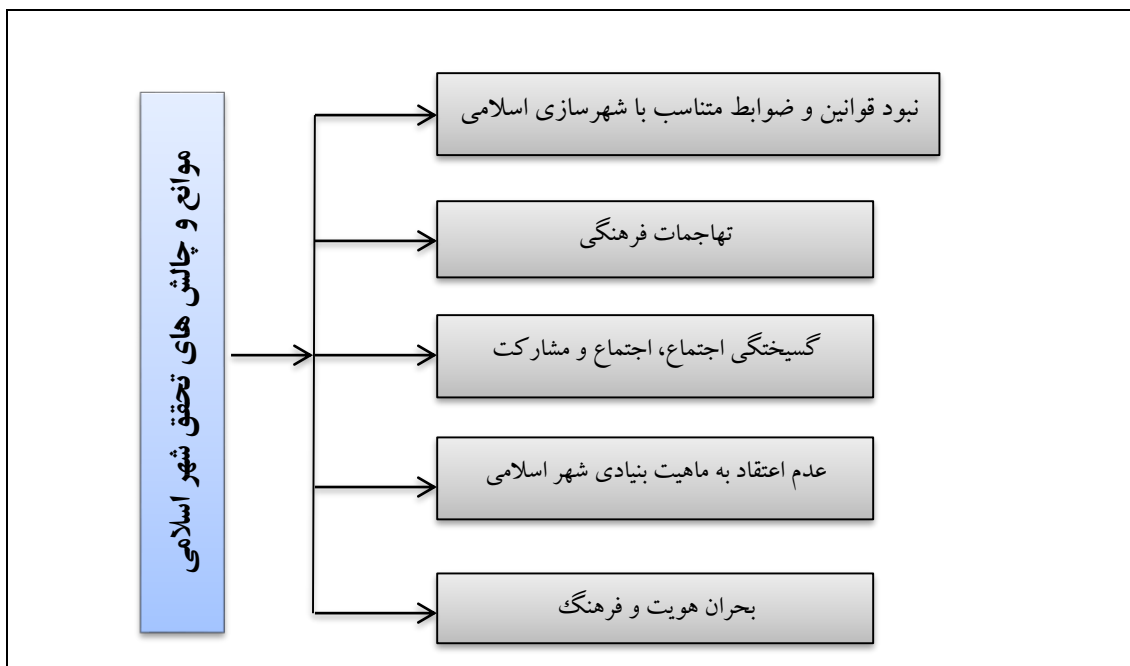 موانع و چالش های تحقق شهر اسلامی
نبود قوانین و ضوابط متناسب با شهرسازی اسلامی
تهاجمات فرهنگی
گسیختگی اجتماع، اجتماع و مشارکت
عدم اعتقاد به ماهیت بنیادی شهر اسلامی
بحران هویت و فرهنگ